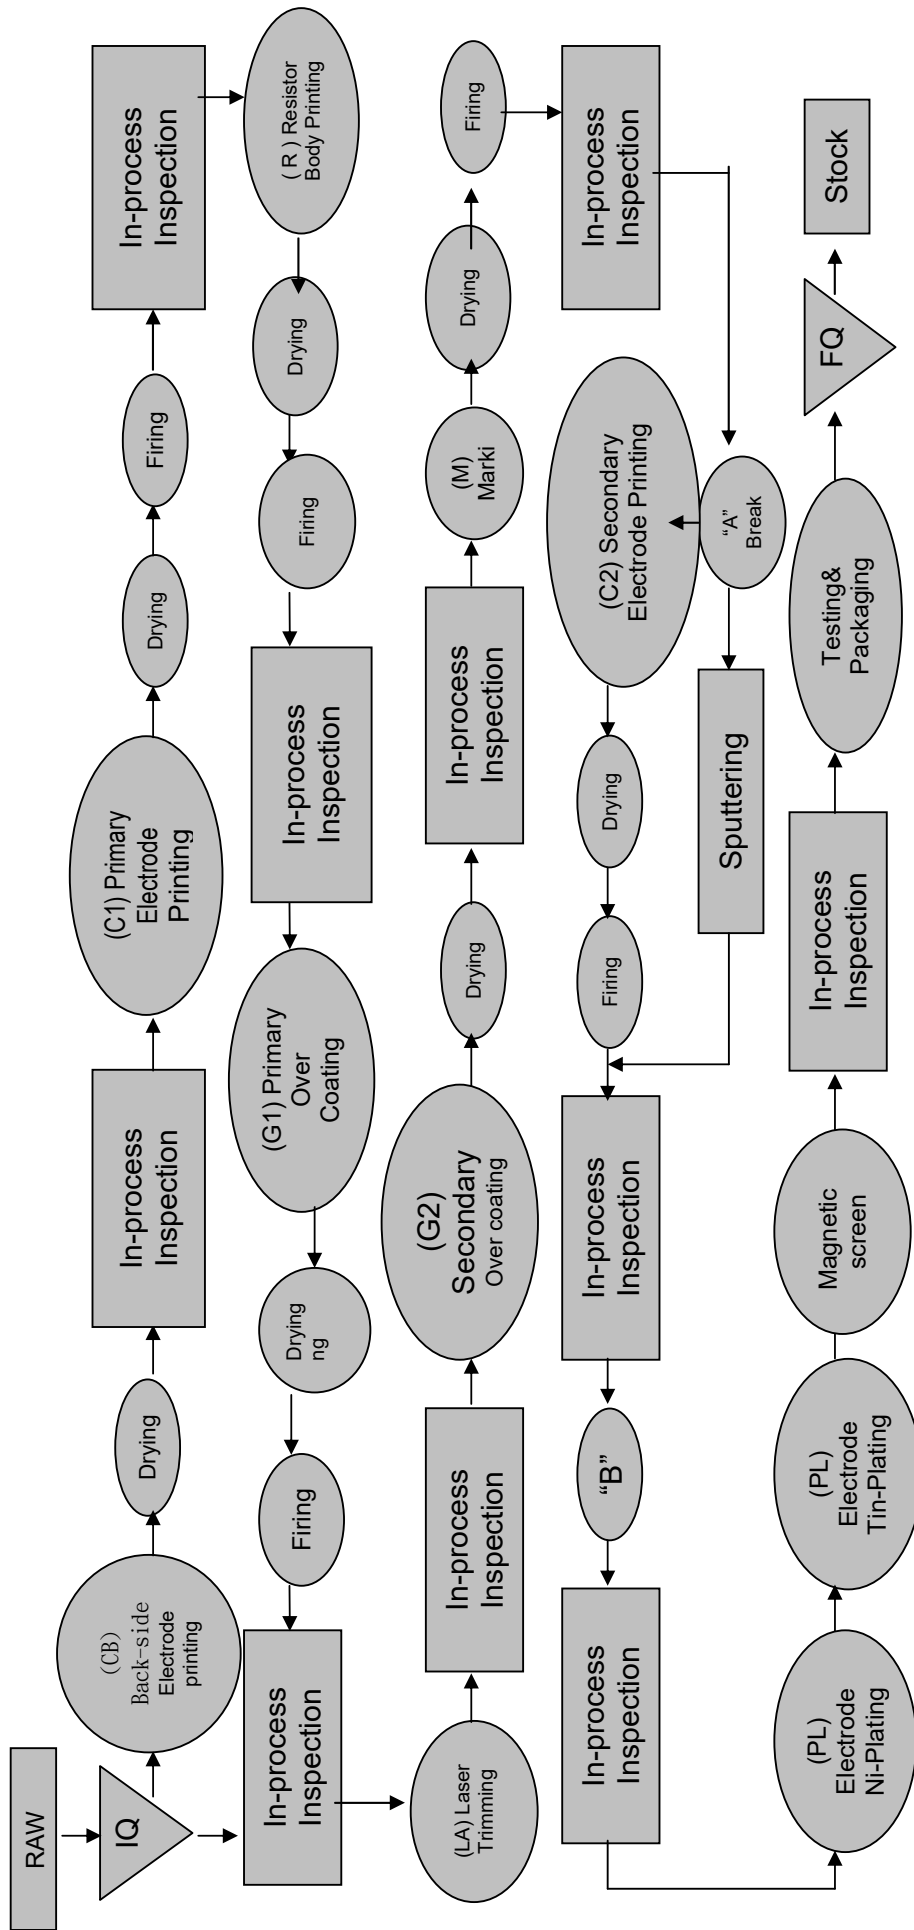 RAW
IQ
(CB)
Back-side
Electrode
printing
Drying
In-process
Inspection
(C1) Primary
Electrode
Printing
Drying
Firing
In-process
Inspection
( R ) Resistor
Body Printing
Drying
Firing
In-process
Inspection
(G1) Primary
Over
Coating
Drying
ng
Firing
In-process
Inspection
(LA) Laser
Trimming
In-process
Inspection
(G2)
Secondary
Over coating
Drying
In-process
Inspection
(M)
Marki
Drying
Firing
In-process
Inspection
"A"
Break
(C2) Secondary
Electrode Printing
Drying
Firing
Sputtering
In-process
Inspection
"B"
In-process
Inspection
(PL)
Electrode
Ni-Plating
(PL)
Electrode
Tin-Plating
Magnetic
screen
In-process
Inspection
Testing&
Packaging
FQ
Stock